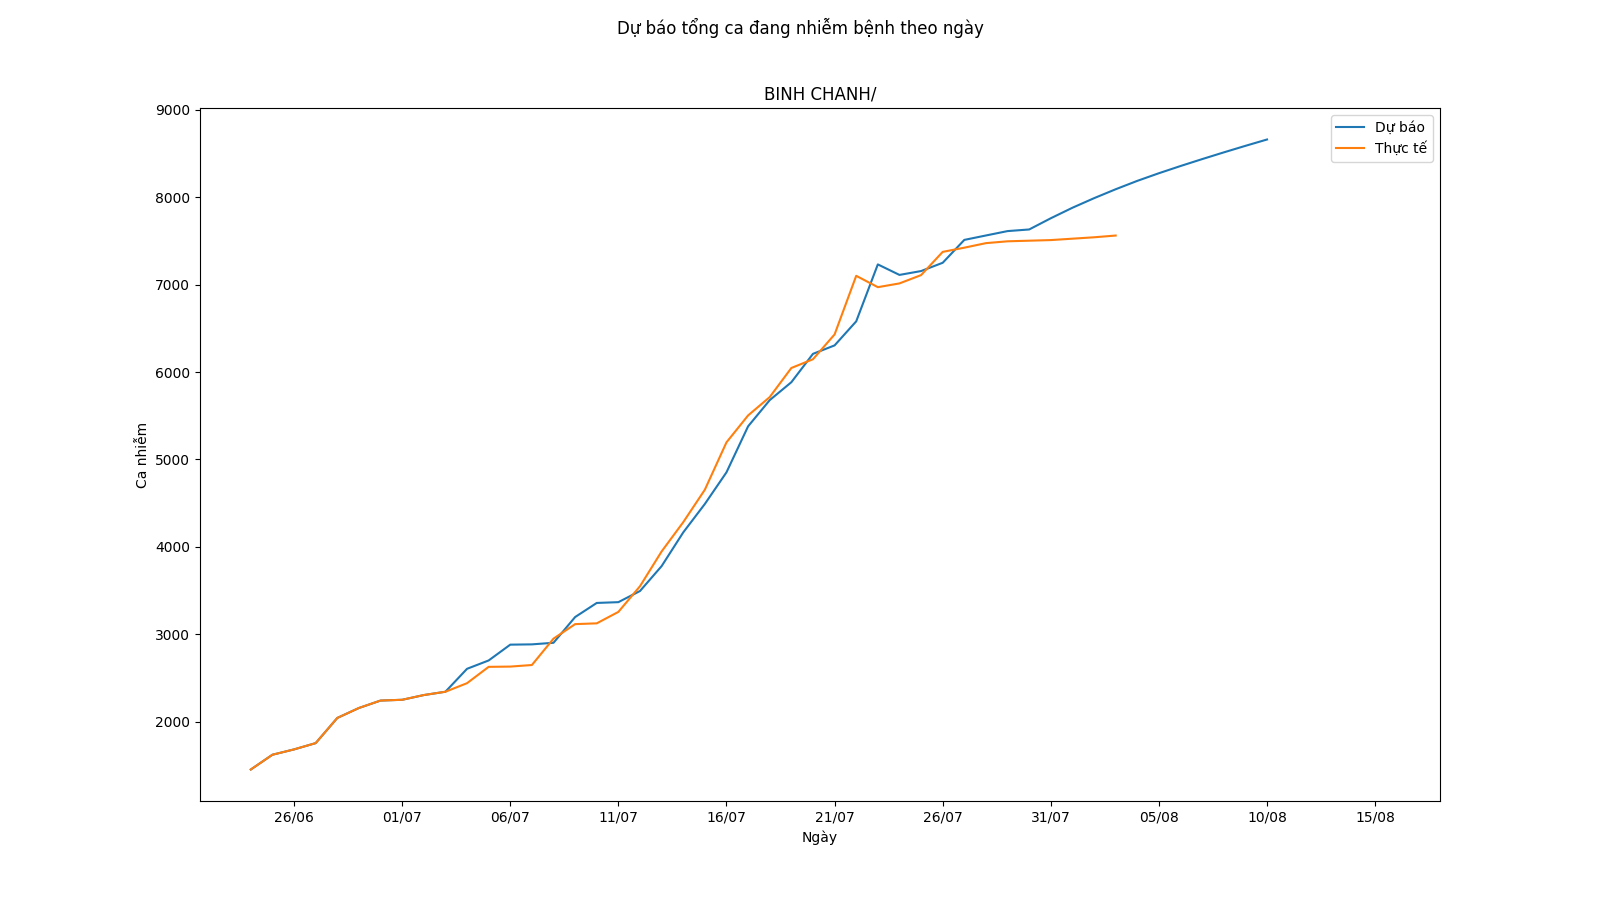 Dự báo tổng ca đang nhiễm bệnh theo ngày
BINH CHANH/
Dự báo
Thực tế
Ca nhiễm
9000
8000
7000
6000
5000
4000
3000
2000
26/06 01/07 06/07 11/07 16/07 21/07 26/07 31/07 05/08 10/08 15/08
Ngày